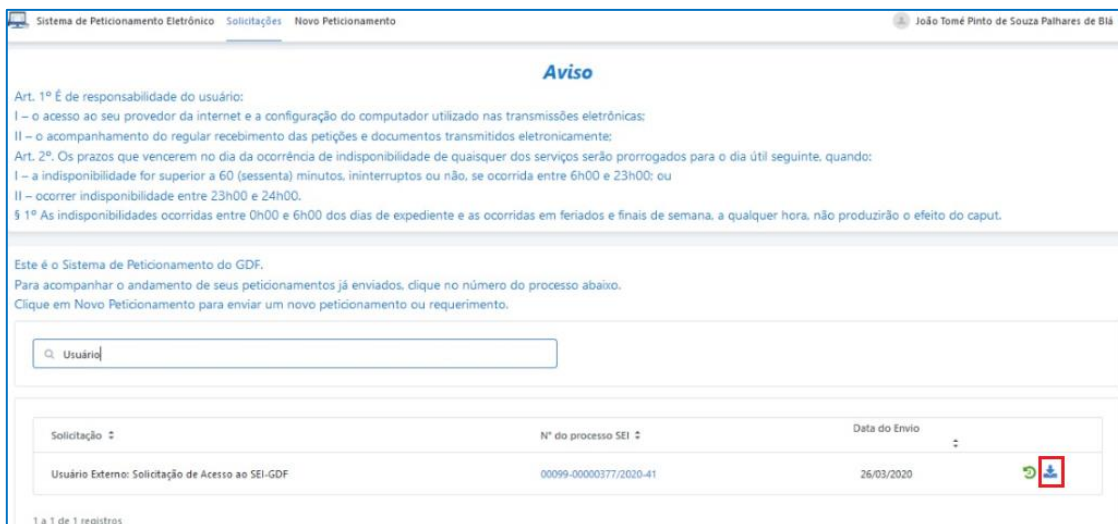 Sistema de Peticionamento Eletrônico Solicitações Novo Peticionamento João Tomé Pinto de Souza Palhares de Blá
Aviso
Art. 1º É de responsabilidade do usuário:
I – o acesso ao seu provedor da internet e a configuração do computador utilizado nas transmissões eletrônicas;
II – o acompanhamento do regular recebimento das petições e documentos transmitidos eletronicamente;
Art. 2º. Os prazos que vencerem no dia da ocorrência de indisponibilidade de quaisquer dos serviços serão prorrogados para o dia útil seguinte, quando:
I – a indisponibilidade for superior a 60 (sessenta) minutos, ininterruptos ou não, se ocorrida entre 6h00 e 23h00; ou
II – ocorrer indisponibilidade entre 23h00 e 24h00.
§ 1º As indisponibilidades ocorridas entre 0h00 e 6h00 dos dias de expediente e as ocorridas em feriados e finais de semana, a qualquer hora, não produzirão o efeito do caput.
Este é o Sistema de Peticionamento do GDF.
Para acompanhar o andamento de seus peticionamentos já enviados, clique no número do processo abaixo.
Clique em Novo Peticionamento para enviar um novo peticionamento ou requerimento.
Usuário
Solicitação N° do processo SEI Data do Envio
Usuário Externo: Solicitação de Acesso ao SEI-GDF 00099-00000377/2020-41 26/03/2020
1 a 1 de 1 registros